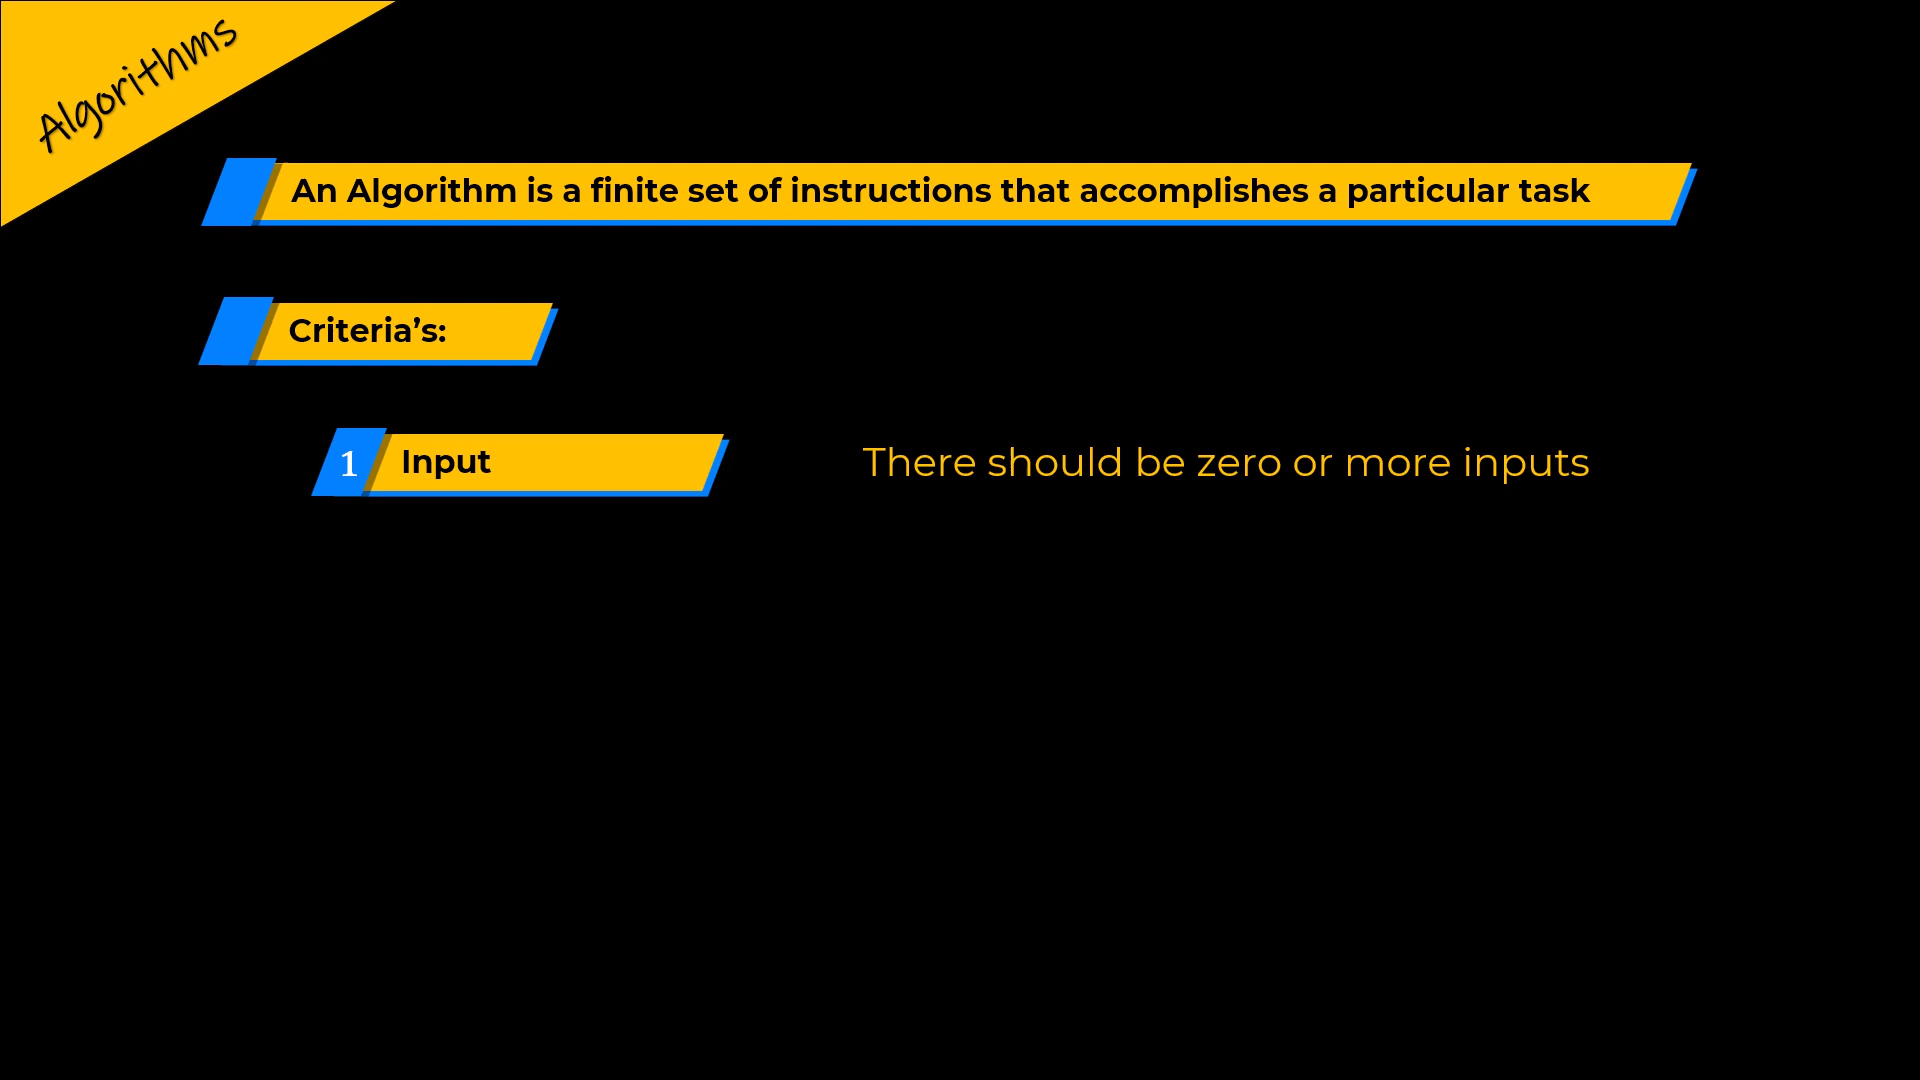 Algorithms
An Algorithm is a finite set of instructions that accomplishes a particular task
Criteria’s:
1 Input There should be zero or more inputs